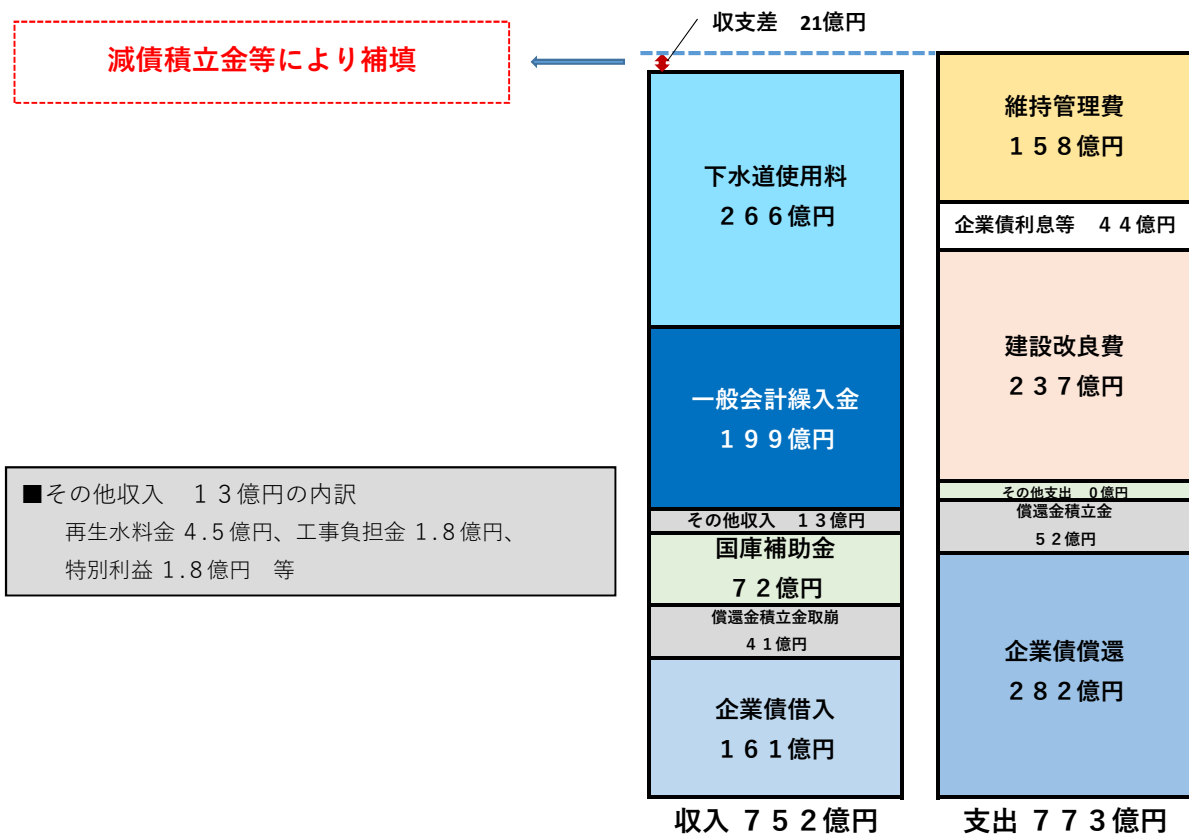 収支差　21億円
減債積立金等により補填
下水道使用料
２６６億円
一般会計繰入金
１９９億円
その他収入　１３億円
国庫補助金
７２億円
償還金積立金取崩
４１億円
企業債借入
１６１億円
収入 ７５２億円
維持管理費
１５８億円
企業債利息等　４４億円
建設改良費
２３７億円
その他支出　０億円
償還金積立金
５２億円
企業債償還
２８２億円
支出 ７７３億円
■その他収入　１３億円の内訳
再生水料金 4.5億円、工事負担金 1.8億円、
特別利益 1.8億円　等